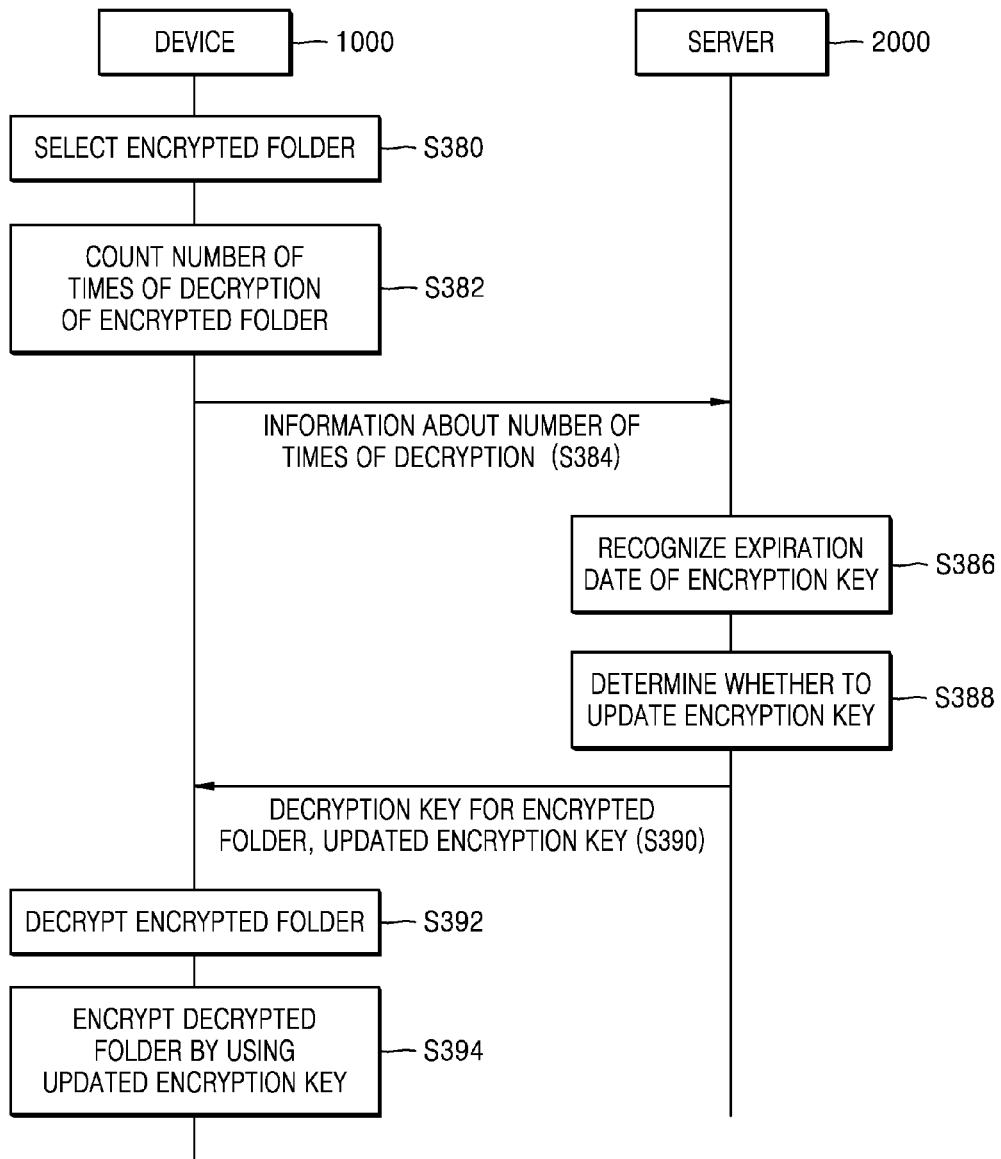 DEVICE
1000
SERVER
2000
SELECT ENCRYPTED FOLDER
S380
COUNT NUMBER OF
TIMES OF DECRYPTION
OF ENCRYPTED FOLDER
S382
INFORMATION ABOUT NUMBER OF
TIMES OF DECRYPTION (S384)
RECOGNIZE EXPIRATION
DATE OF ENCRYPTION KEY
S386
DETERMINE WHETHER TO
UPDATE ENCRYPTION KEY
S388
DECRYPTION KEY FOR ENCRYPTED
FOLDER, UPDATED ENCRYPTION KEY (S390)
DECRYPT ENCRYPTED FOLDER
S392
ENCRYPT DECRYPTED
FOLDER BY USING
UPDATED ENCRYPTION KEY
S394